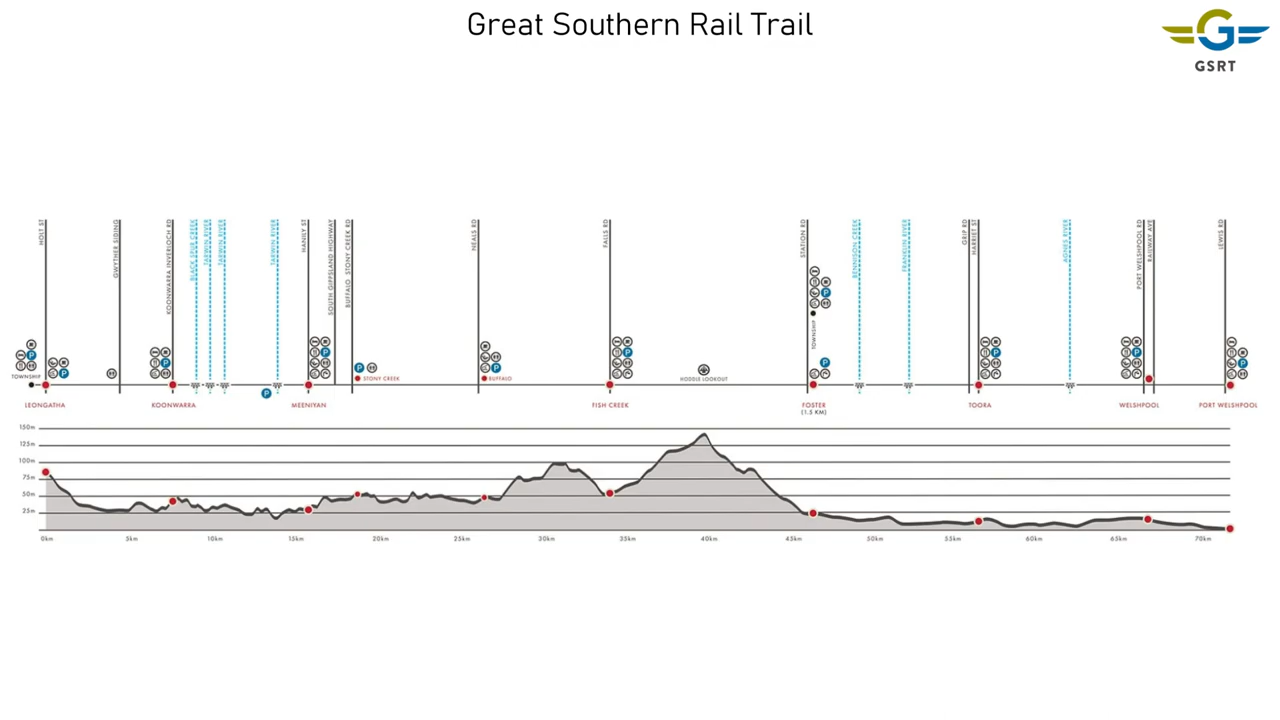 Great Southern Rail Trail
GSRT
HOLT ST
GWYTHER SIDING
KOONWARRA INVERLOCH RD
BLACK SPUR CREEK
TARWIN RIVER
TARWIN RIVER
TARWIN RIVER
HANILY ST
SOUTH GIPPSLAND HIGHWAY
BUFFALO STONY CREEK RD
NEALS RD
FALLS RD
STATION RD
BENNISON CREEK
FRANKLIN RIVER
GRIP RD
HARRIET ST
AGNES RIVER
PORT WELSHPOOL RD
RAILWAY AVE
LEWIS RD
TOWNSHIP
P
P
P
P
P
P
STONY CREEK
P
BUFFALO
P
HODDLE LOOKOUT
P
TOWNSHIP
P
P
P
P
LEONGATHA
KOONWARRA
MEENIYAN
FISH CREEK
FOSTER
(1.5 KM)
TOORA
WELSHPOOL
PORT WELSHPOOL
150m
125m
100m
75m
50m
25m
0km 5km 10km 15km 20km 25km 30km 35km 40km 45km 50km 55km 60km 65km 70km